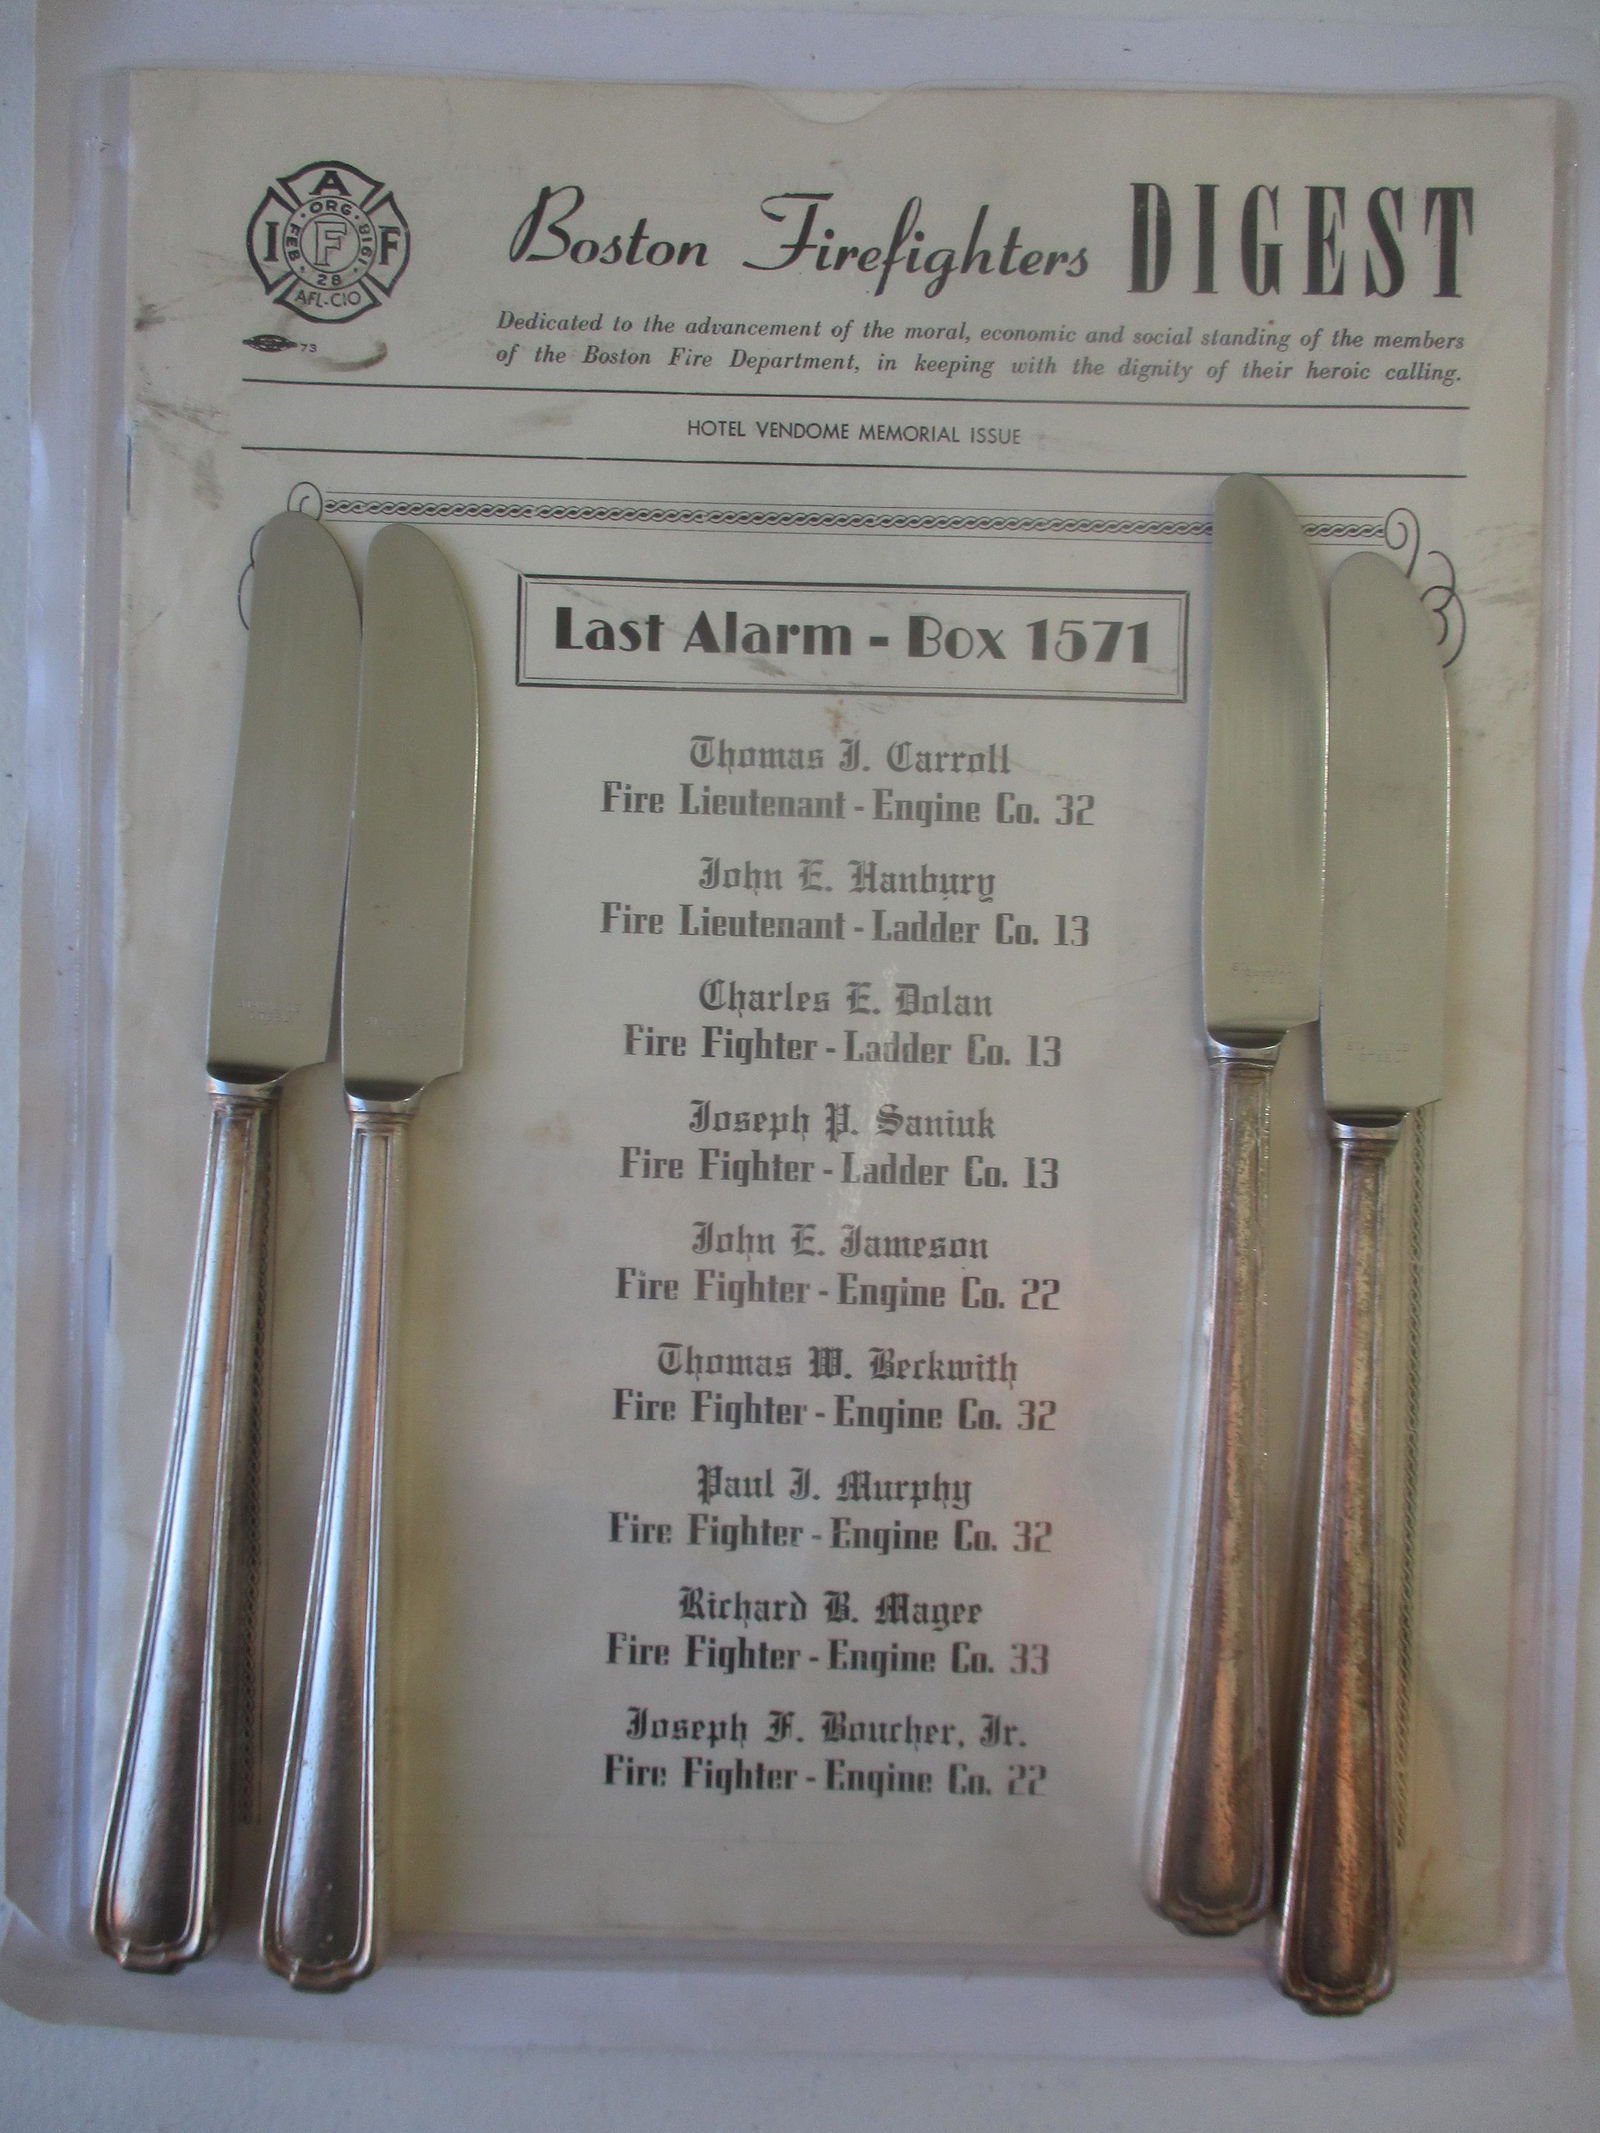 A
I F F
ORG.
FEB. 1918
28
AFL-CIO
73
Boston Firefighters DIGEST
Dedicated to the advancement of the moral, economic and social standing of the members
of the Boston Fire Department, in keeping with the dignity of their heroic calling.
HOTEL VENDOME MEMORIAL ISSUE
Last Alarm - Box 1571
Thomas J. Carroll
Fire Lieutenant - Engine Co. 32
John E. Hanbury
Fire Lieutenant - Ladder Co. 13
Charles E. Dolan
Fire Fighter - Ladder Co. 13
Joseph P. Saniuk
Fire Fighter - Ladder Co. 13
John E. Jameson
Fire Fighter - Engine Co. 22
Thomas W. Beckwith
Fire Fighter - Engine Co. 32
Paul J. Murphy
Fire Fighter - Engine Co. 32
Richard B. Magee
Fire Fighter - Engine Co. 33
Joseph F. Boucher, Jr.
Fire Fighter - Engine Co. 22
STAINLESS
STEEL